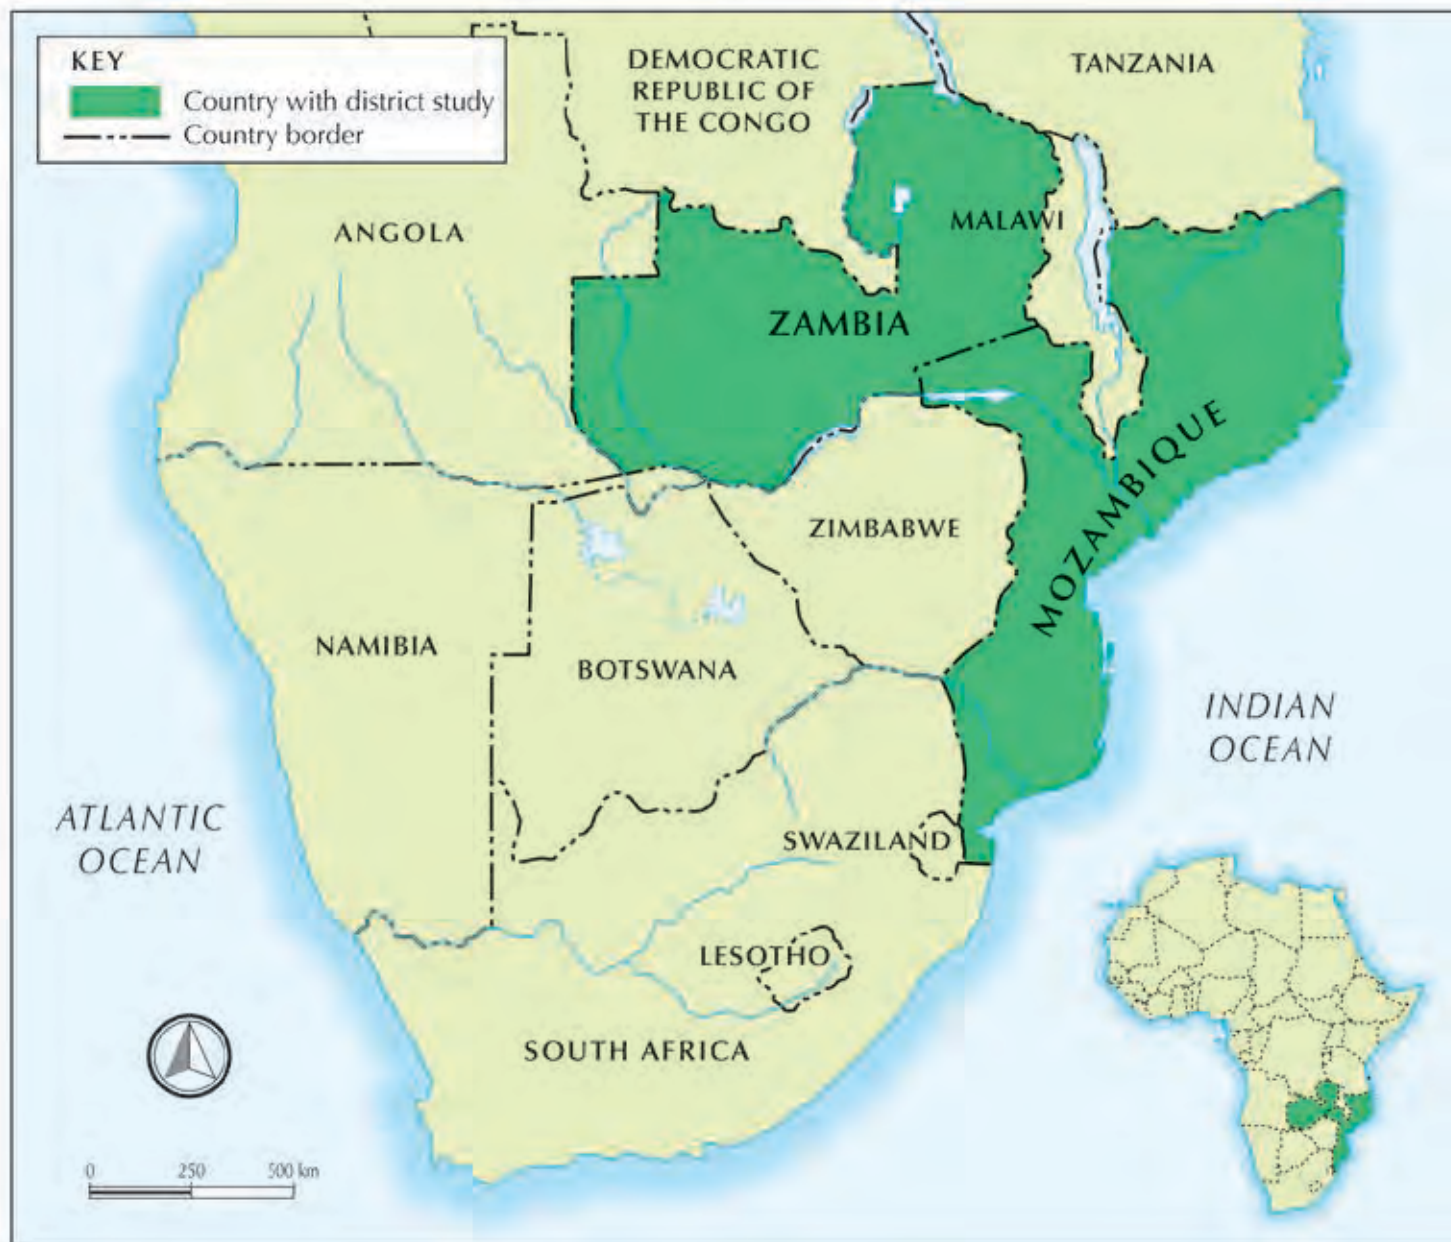 KEY
Country with district study
Country border
DEMOCRATIC
REPUBLIC OF
THE CONGO
TANZANIA
ANGOLA
MALAWI
ZAMBIA
MOZAMBIQUE
ZIMBABWE
NAMIBIA
BOTSWANA
INDIAN
OCEAN
ATLANTIC
OCEAN
SWAZILAND
LESOTHO
SOUTH AFRICA
0 250 500 km